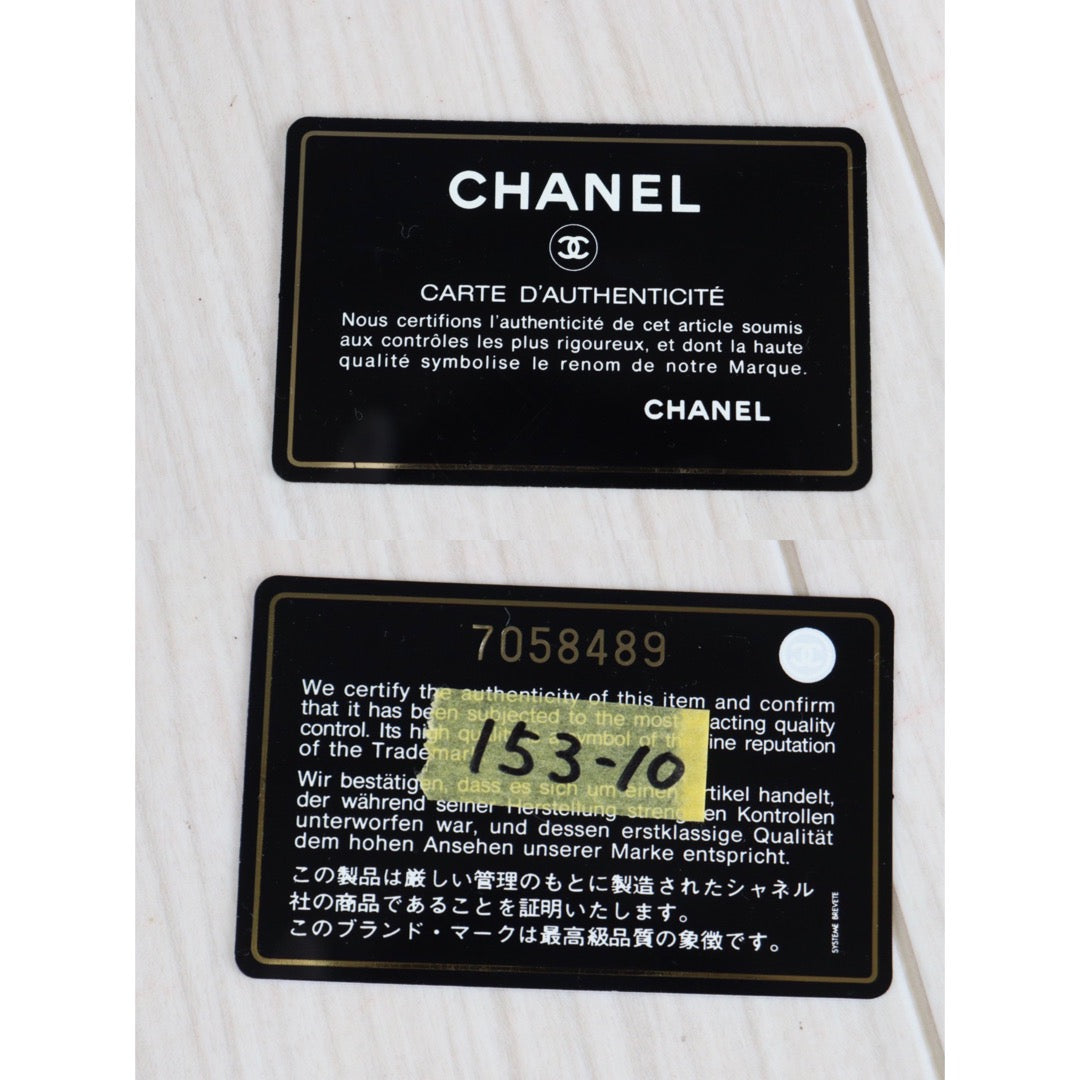 CHANEL
CARTE D'AUTHENTICITÉ
Nous certifions l'authenticité de cet article soumis
aux contrôles les plus rigoureux, et dont la haute
qualité symbolise le renom de notre Marque.
CHANEL
7058489
We certify the authenticity of this item and confirm
that it has been subjected to the most acting quality
control. Its high quality a symbol of the ine reputation
of the Trademar
153-10
Wir bestätigen, dass es sich um einen rtikel handelt,
der während seiner Herstellung streng en Kontrollen
unterworfen war, und dessen erstklassige Qualität
dem hohen Ansehen unserer Marke entspricht.
この製品は厳しい管理のもとに製造されたシャネル
社の商品であることを証明いたします。
このブランド・マークは最高級品質の象徴です。
SYSTEME BREVETE